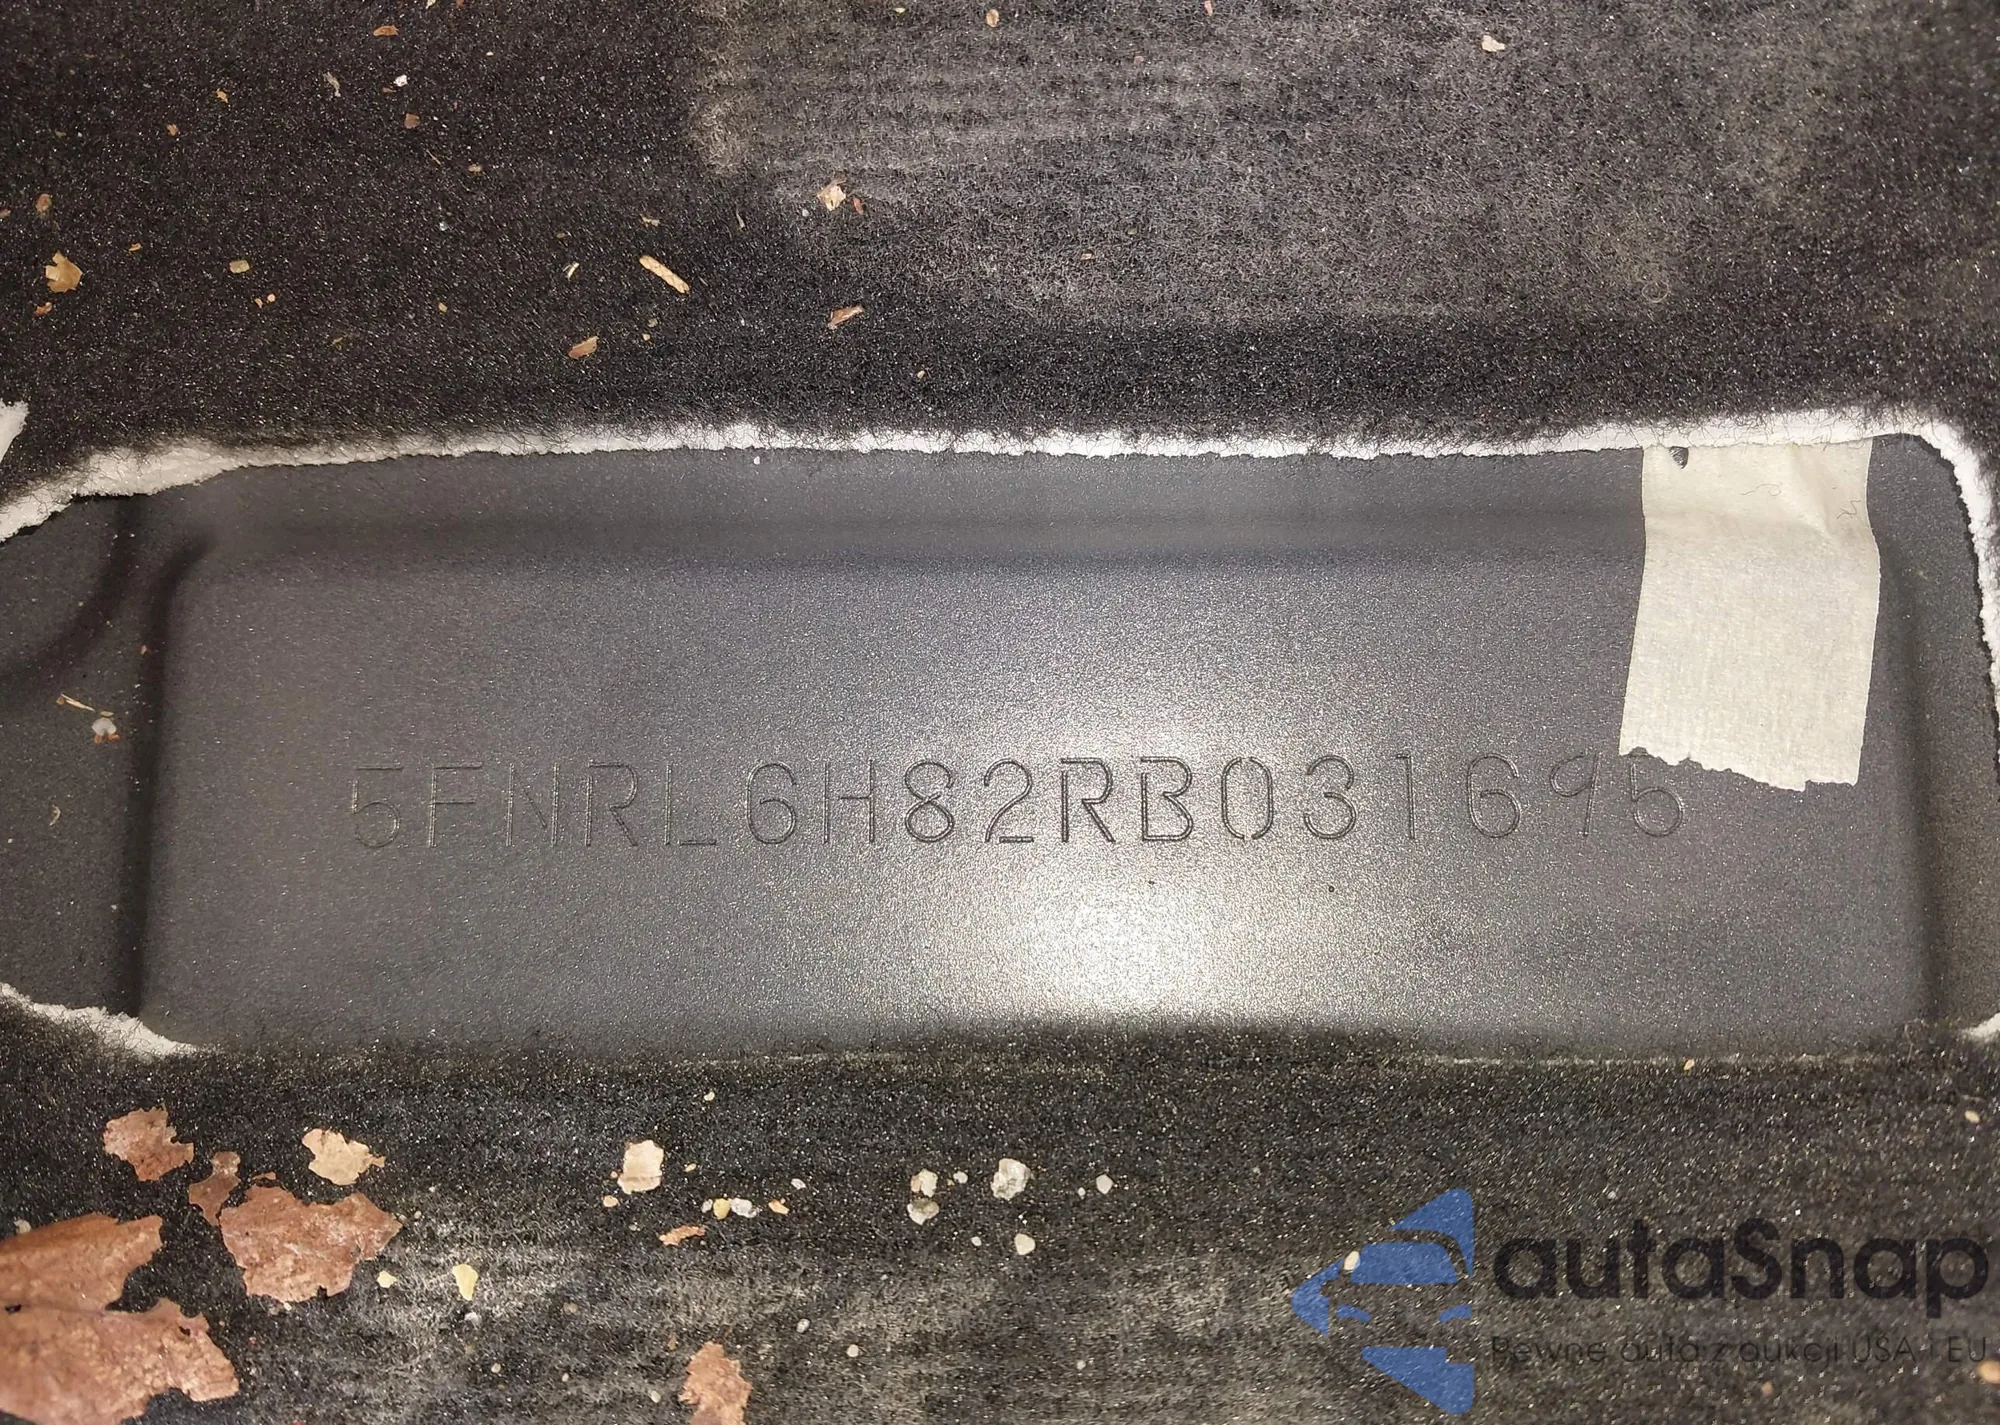 5FNRL6H82RB031695
autaSnap
Pewne auta z aukcji USA i EU